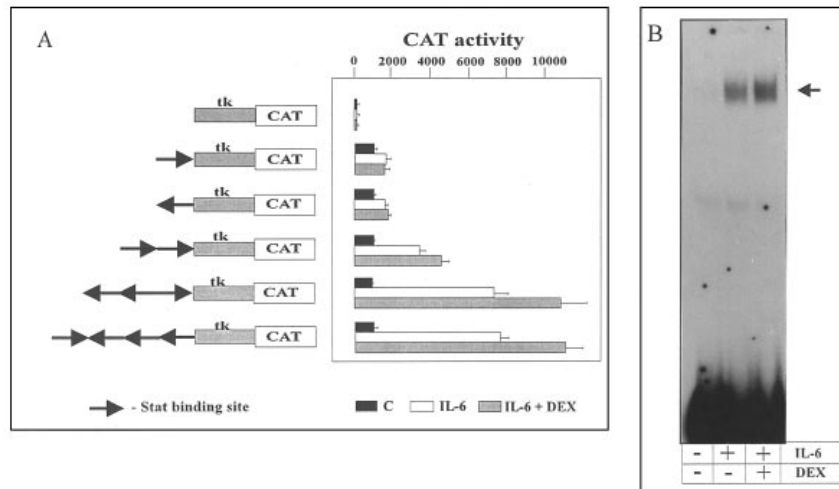 A
CAT activity
0 2000 4000 6000 8000 10000
tk
CAT
tk
CAT
tk
CAT
tk
CAT
tk
CAT
tk
CAT
- Stat binding site
C
IL-6
IL-6 + DEX
B
- + + IL-6
- - + DEX